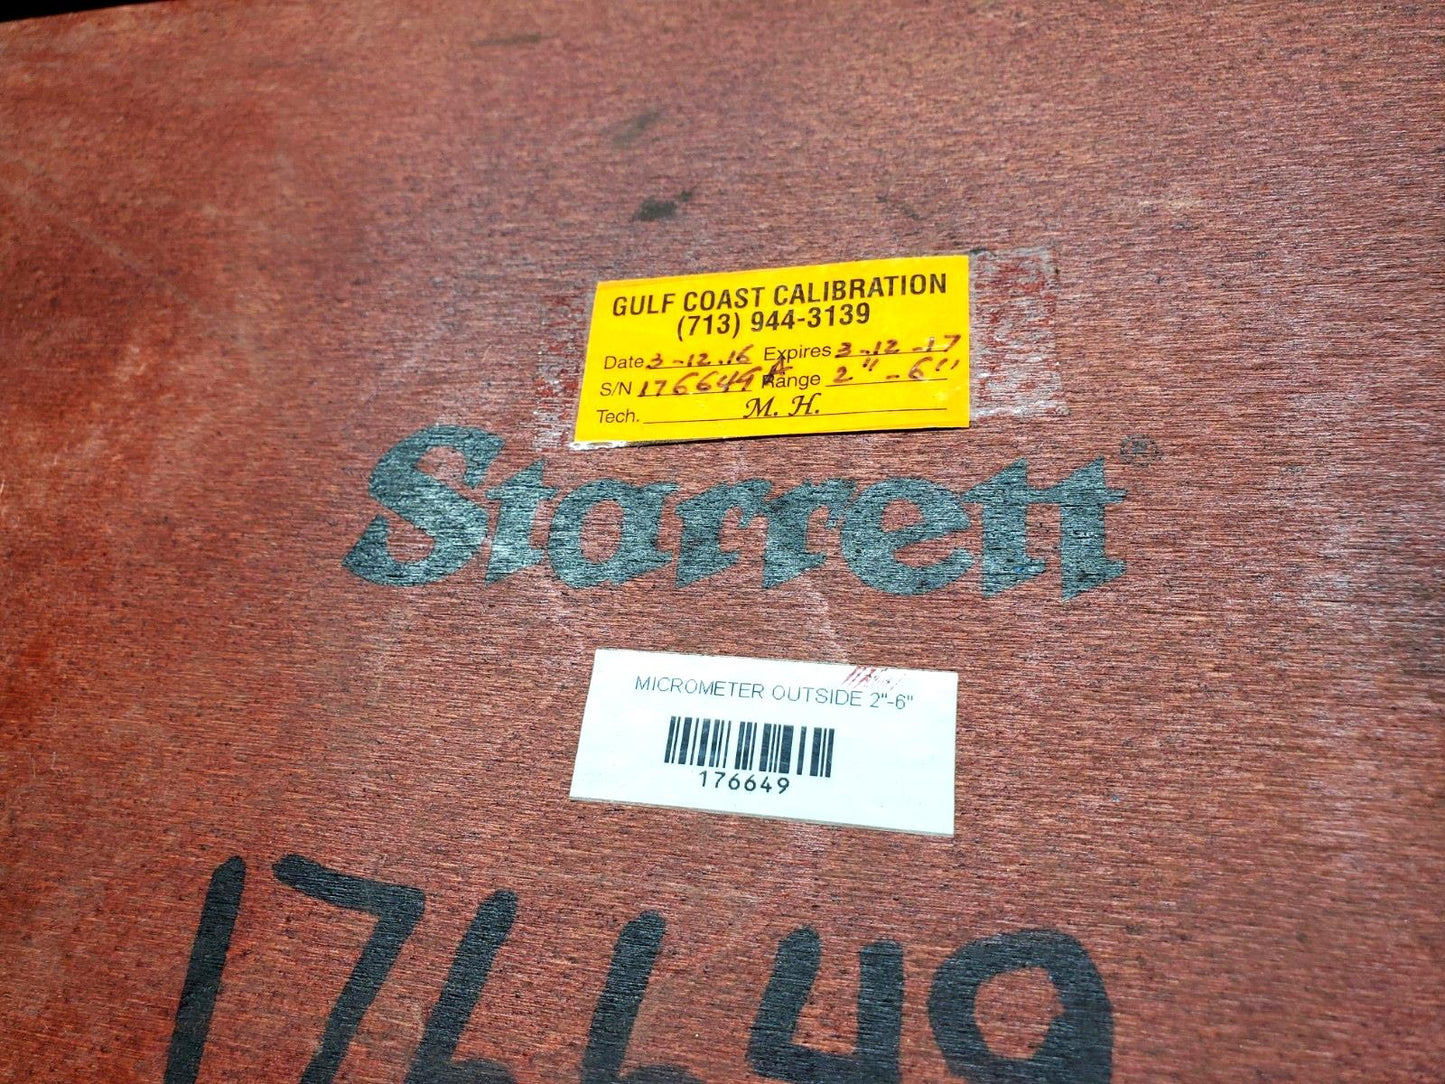 GULF COAST CALIBRATION
(713) 944-3139
Date 3-12-16 Expires 3-12-17
S/N 176649A Range 2"-6"
Tech. M. H.
Starrett®
MICROMETER OUTSIDE 2"-6"
176649
176649